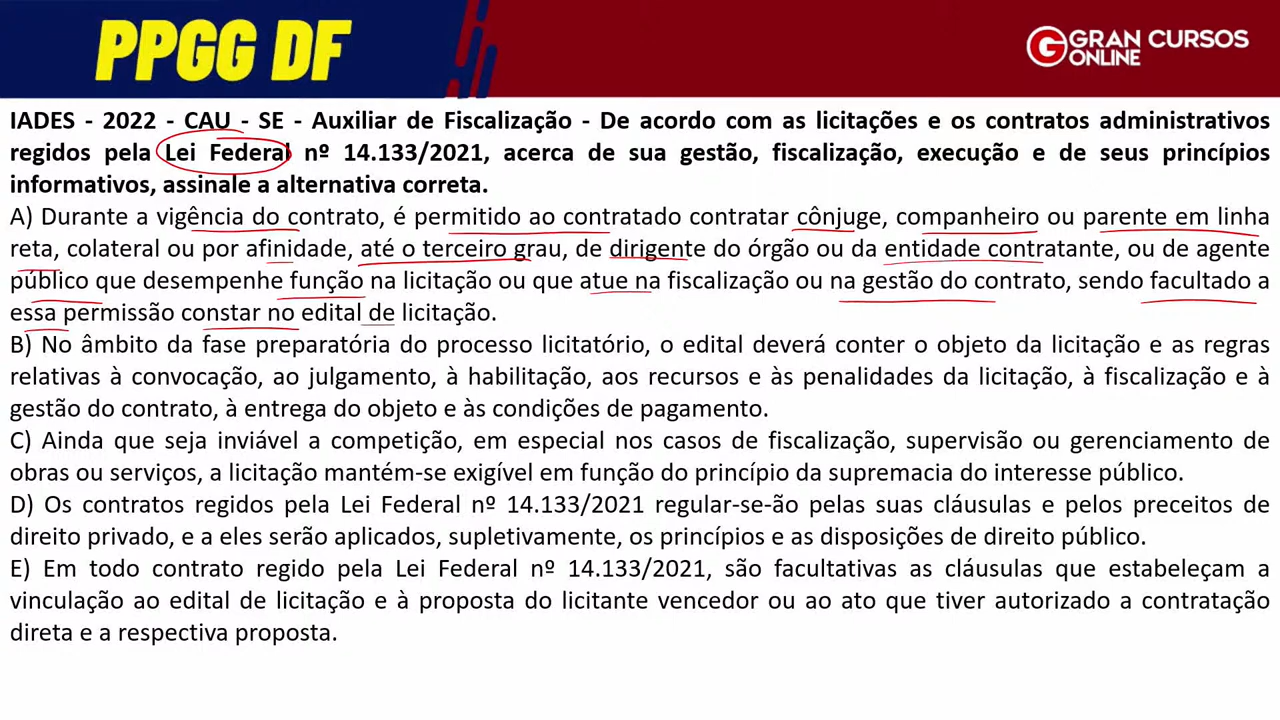 PPGG DF
GRAN CURSOS
ONLINE
IADES - 2022 - CAU - SE - Auxiliar de Fiscalização - De acordo com as licitações e os contratos administrativos
regidos pela Lei Federal nº 14.133/2021, acerca de sua gestão, fiscalização, execução e de seus princípios
informativos, assinale a alternativa correta.
A) Durante a vigência do contrato, é permitido ao contratado contratar cônjuge, companheiro ou parente em linha
reta, colateral ou por afinidade, até o terceiro grau, de dirigente do órgão ou da entidade contratante, ou de agente
público que desempenhe função na licitação ou que atue na fiscalização ou na gestão do contrato, sendo facultado a
essa permissão constar no edital de licitação.
B) No âmbito da fase preparatória do processo licitatório, o edital deverá conter o objeto da licitação e as regras
relativas à convocação, ao julgamento, à habilitação, aos recursos e às penalidades da licitação, à fiscalização e à
gestão do contrato, à entrega do objeto e às condições de pagamento.
C) Ainda que seja inviável a competição, em especial nos casos de fiscalização, supervisão ou gerenciamento de
obras ou serviços, a licitação mantém-se exigível em função do princípio da supremacia do interesse público.
D) Os contratos regidos pela Lei Federal nº 14.133/2021 regular-se-ão pelas suas cláusulas e pelos preceitos de
direito privado, e a eles serão aplicados, supletivamente, os princípios e as disposições de direito público.
E) Em todo contrato regido pela Lei Federal nº 14.133/2021, são facultativas as cláusulas que estabeleçam a
vinculação ao edital de licitação e à proposta do licitante vencedor ou ao ato que tiver autorizado a contratação
direta e a respectiva proposta.